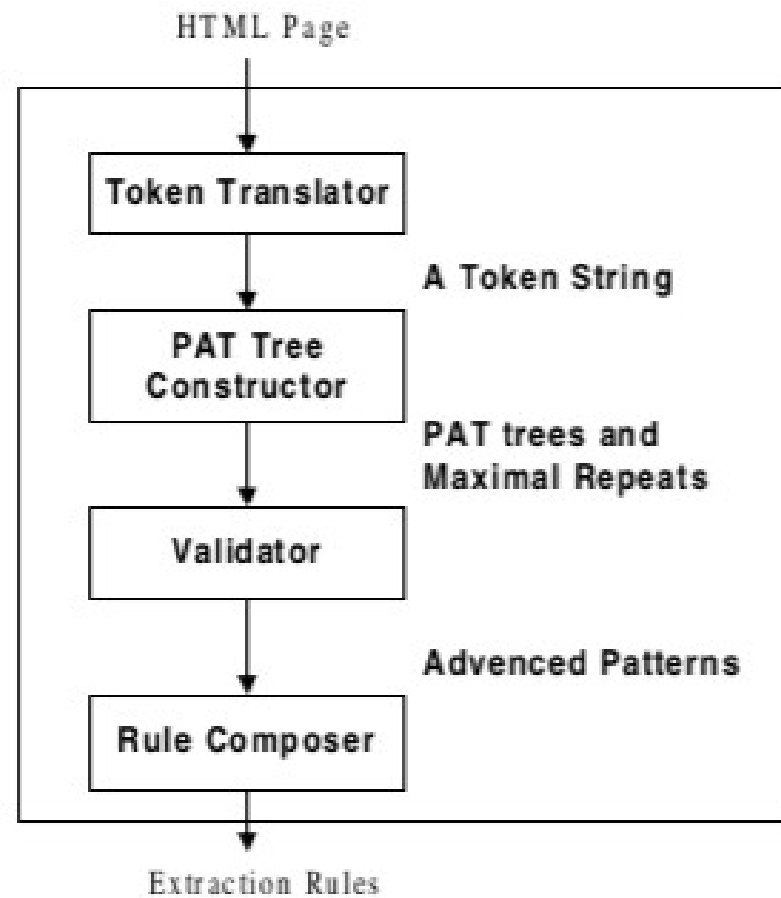 HTML Page
Token Translator
A Token String
PAT Tree
Constructor
PAT trees and
Maximal Repeats
Validator
Advenced Patterns
Rule Composer
Extraction Rules